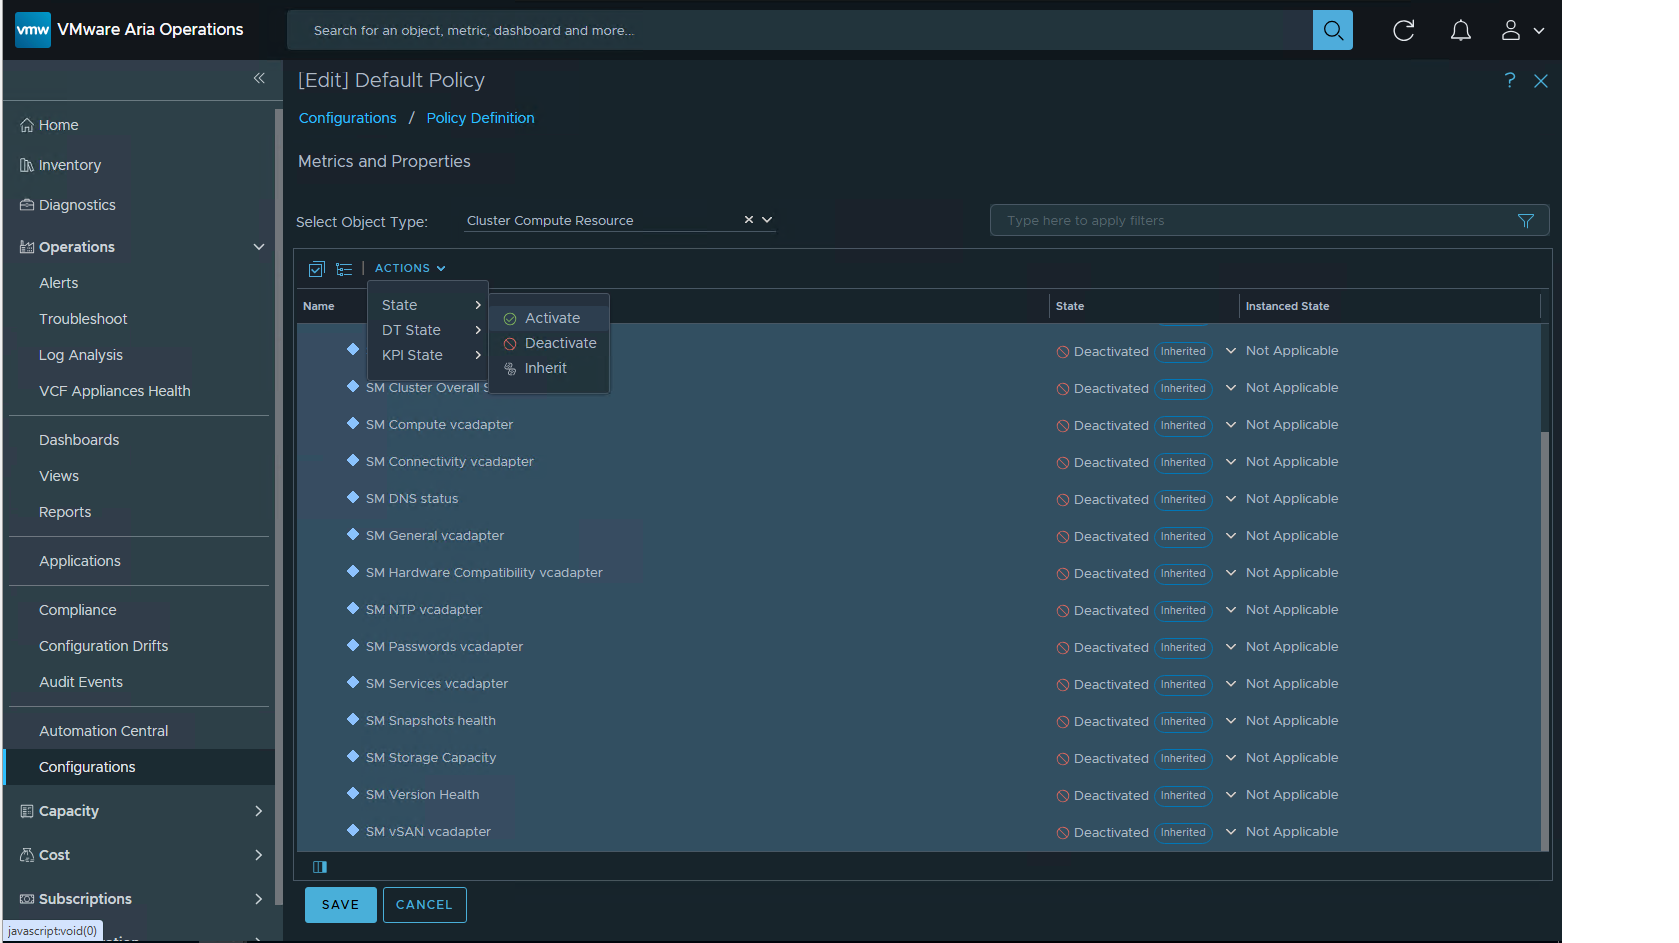 vmw VMware Aria Operations
Search for an object, metric, dashboard and more...
[Edit] Default Policy
?
Configurations / Policy Definition
Metrics and Properties
Select Object Type: Cluster Compute Resource
Type here to apply filters
Home
Inventory
Diagnostics
Operations
Alerts
Troubleshoot
Log Analysis
VCF Appliances Health
Dashboards
Views
Reports
Applications
Compliance
Configuration Drifts
Audit Events
Automation Central
Configurations
Capacity
Cost
Subscriptions
javascript:void(0)
ACTIONS
State
DT State
KPI State
Activate
Deactivate
Inherit
Name State Instanced State
Deactivated Inherited Not Applicable
SM Cluster Overall Deactivated Inherited Not Applicable
SM Compute vcadapter Deactivated Inherited Not Applicable
SM Connectivity vcadapter Deactivated Inherited Not Applicable
SM DNS status Deactivated Inherited Not Applicable
SM General vcadapter Deactivated Inherited Not Applicable
SM Hardware Compatibility vcadapter Deactivated Inherited Not Applicable
SM NTP vcadapter Deactivated Inherited Not Applicable
SM Passwords vcadapter Deactivated Inherited Not Applicable
SM Services vcadapter Deactivated Inherited Not Applicable
SM Snapshots health Deactivated Inherited Not Applicable
SM Storage Capacity Deactivated Inherited Not Applicable
SM Version Health Deactivated Inherited Not Applicable
SM vSAN vcadapter Deactivated Inherited Not Applicable
SAVE CANCEL